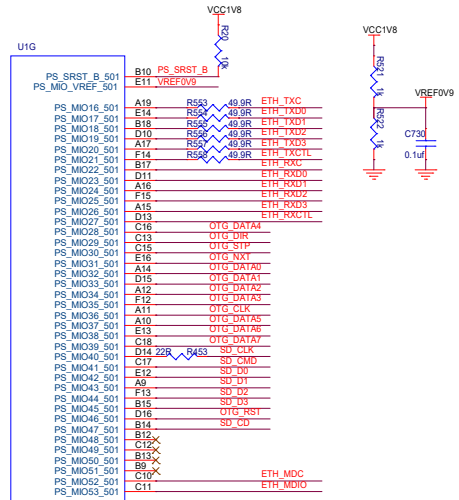 VCC1V8
VCC1V8
U1G
R20
10k
R521
1k
PS_SRST_B_501 B10 PS_SRST_B
PS_MIO_VREF_501 E11 VREF0V9
VREF0V9
R522
1k
C730
0.1uf
PS_MIO16_501 A19 R553 49.9R ETH_TXC
PS_MIO17_501 E14 R554 49.9R ETH_TXD0
PS_MIO18_501 B18 R555 49.9R ETH_TXD1
PS_MIO19_501 D10 R556 49.9R ETH_TXD2
PS_MIO20_501 A17 R557 49.9R ETH_TXD3
PS_MIO21_501 F14 R558 49.9R ETH_TXCTL
PS_MIO22_501 B17 ETH_RXC
PS_MIO23_501 D11 ETH_RXD0
PS_MIO24_501 A16 ETH_RXD1
PS_MIO25_501 F15 ETH_RXD2
PS_MIO26_501 A15 ETH_RXD3
PS_MIO27_501 D13 ETH_RXCTL
PS_MIO28_501 C16 OTG_DATA4
PS_MIO29_501 C13 OTG_DIR
PS_MIO30_501 C15 OTG_STP
PS_MIO31_501 E16 OTG_NXT
PS_MIO32_501 A14 OTG_DATA0
PS_MIO33_501 D15 OTG_DATA1
PS_MIO34_501 A12 OTG_DATA2
PS_MIO35_501 F12 OTG_DATA3
PS_MIO36_501 A11 OTG_CLK
PS_MIO37_501 A10 OTG_DATA5
PS_MIO38_501 E13 OTG_DATA6
PS_MIO39_501 C18 OTG_DATA7
PS_MIO40_501 D14 22R R453 SD_CLK
PS_MIO41_501 C17 SD_CMD
PS_MIO42_501 E12 SD_D0
PS_MIO43_501 A9 SD_D1
PS_MIO44_501 F13 SD_D2
PS_MIO45_501 B15 SD_D3
PS_MIO46_501 D16 OTG_RST
PS_MIO47_501 B14 SD_CD
PS_MIO48_501 B12
PS_MIO49_501 C12
PS_MIO50_501 B13
PS_MIO51_501 B9
PS_MIO52_501 C10 ETH_MDC
PS_MIO53_501 C11 ETH_MDIO